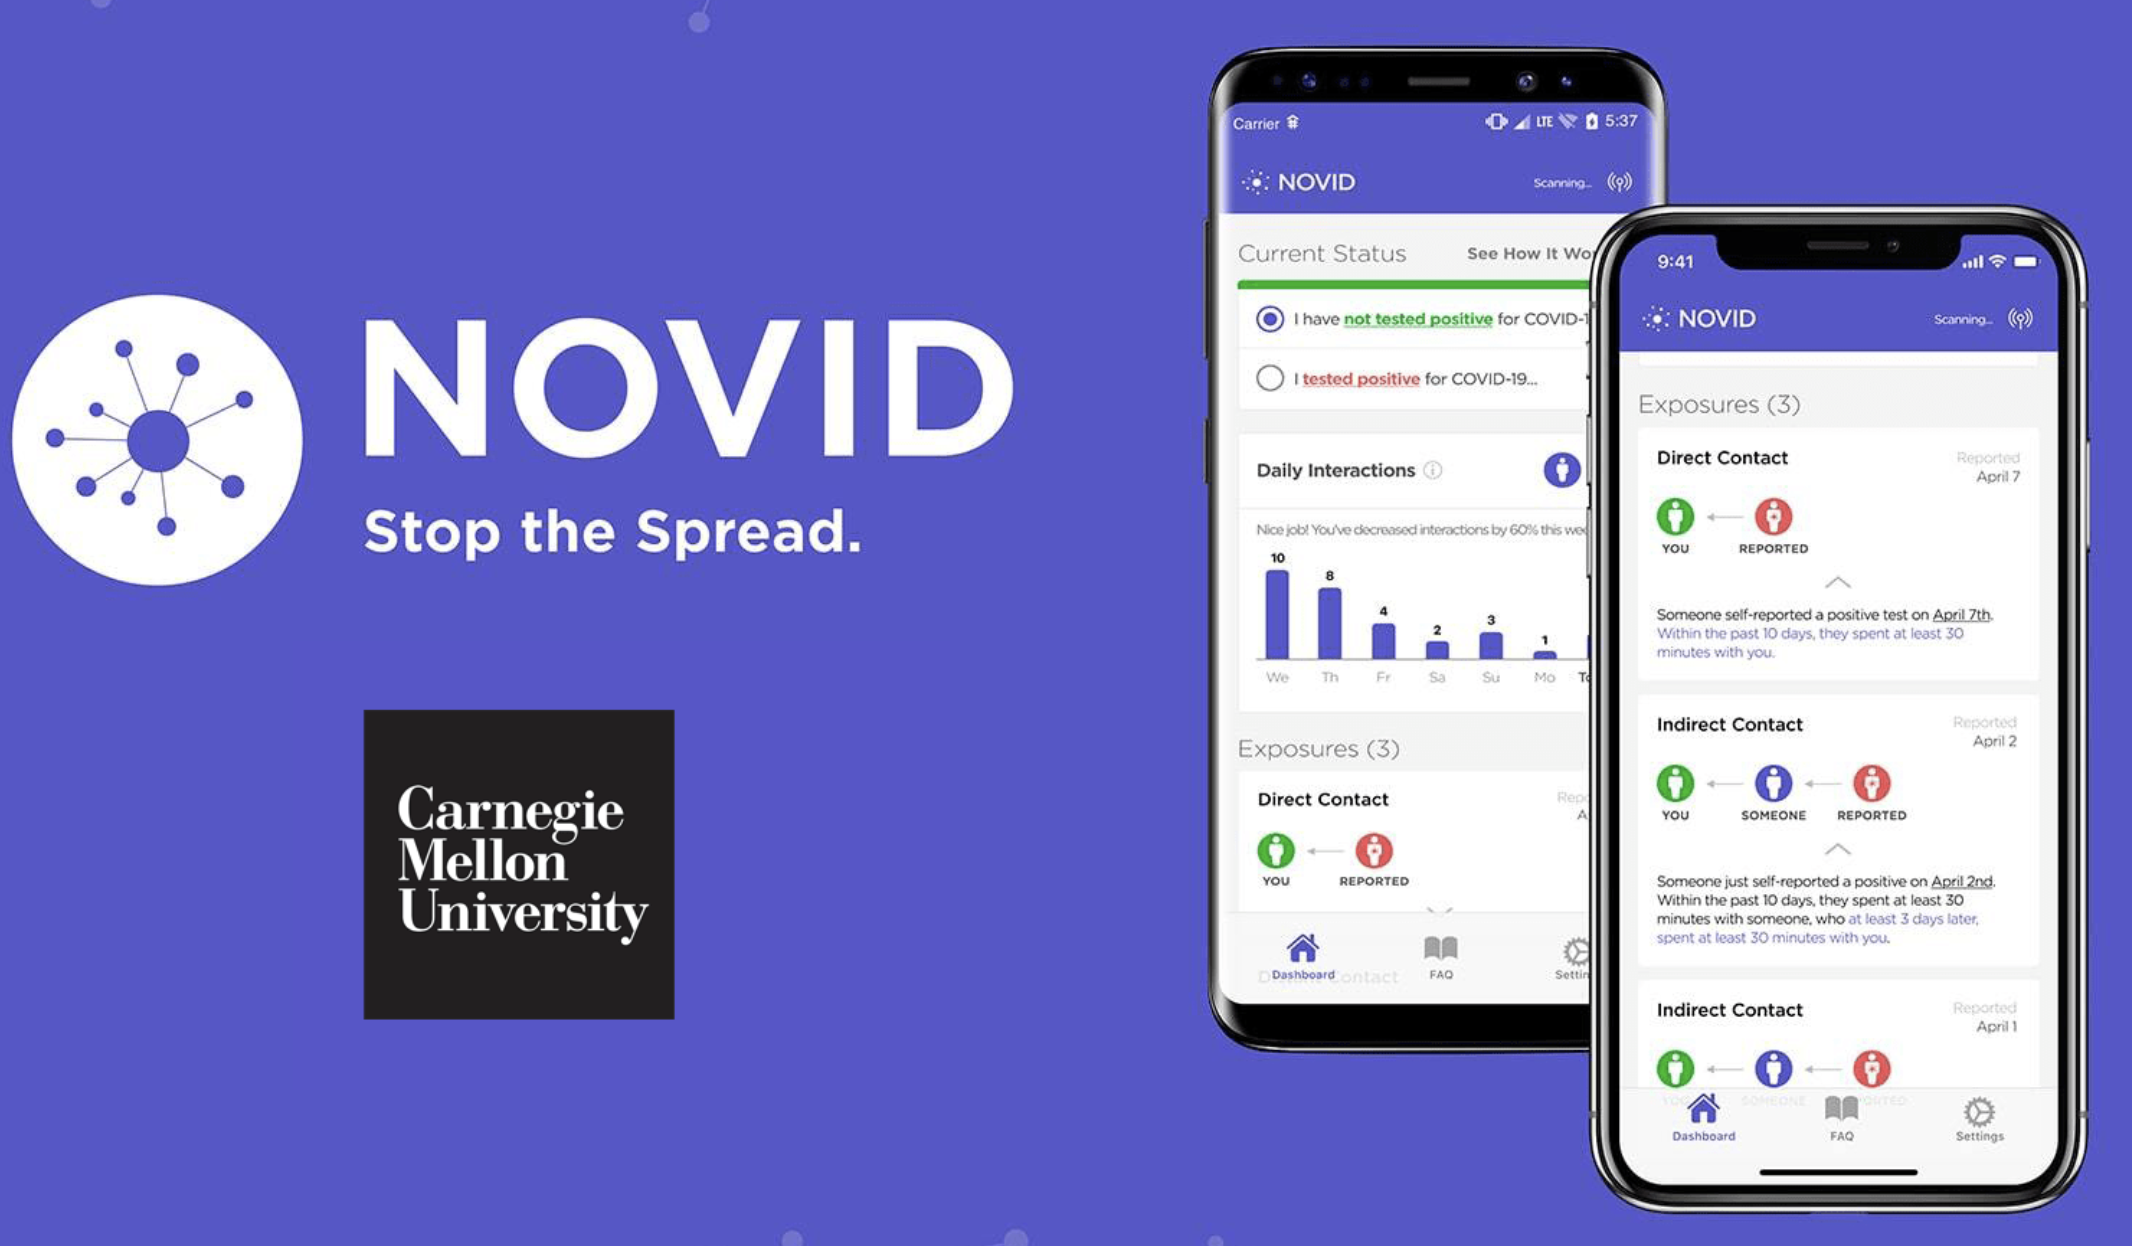 NOVID
Stop the Spread.
Carnegie
Mellon
University
Carrier
LTE
5:37
NOVID
Scanning...
Current Status
See How It Wo
I have not tested positive for COVID-1
I tested positive for COVID-19...
Daily Interactions
Nice job! You've decreased interactions by 60% this wee
10
8
4
2
3
1
We
Th
Fr
Sa
Su
Mo
To
Exposures (3)
Direct Contact
Repo
A
YOU
REPORTED
Dashboard
FAQ
Settin
9:41
NOVID
Scanning...
Exposures (3)
Direct Contact
Reported
April 7
YOU
REPORTED
Someone self-reported a positive test on April 7th.
Within the past 10 days, they spent at least 30
minutes with you.
Indirect Contact
Reported
April 2
YOU
SOMEONE
REPORTED
Someone just self-reported a positive on April 2nd.
Within the past 10 days, they spent at least 30
minutes with someone, who at least 3 days later,
spent at least 30 minutes with you.
Indirect Contact
Reported
April 1
SOMEONE
Dashboard
FAQ
Settings